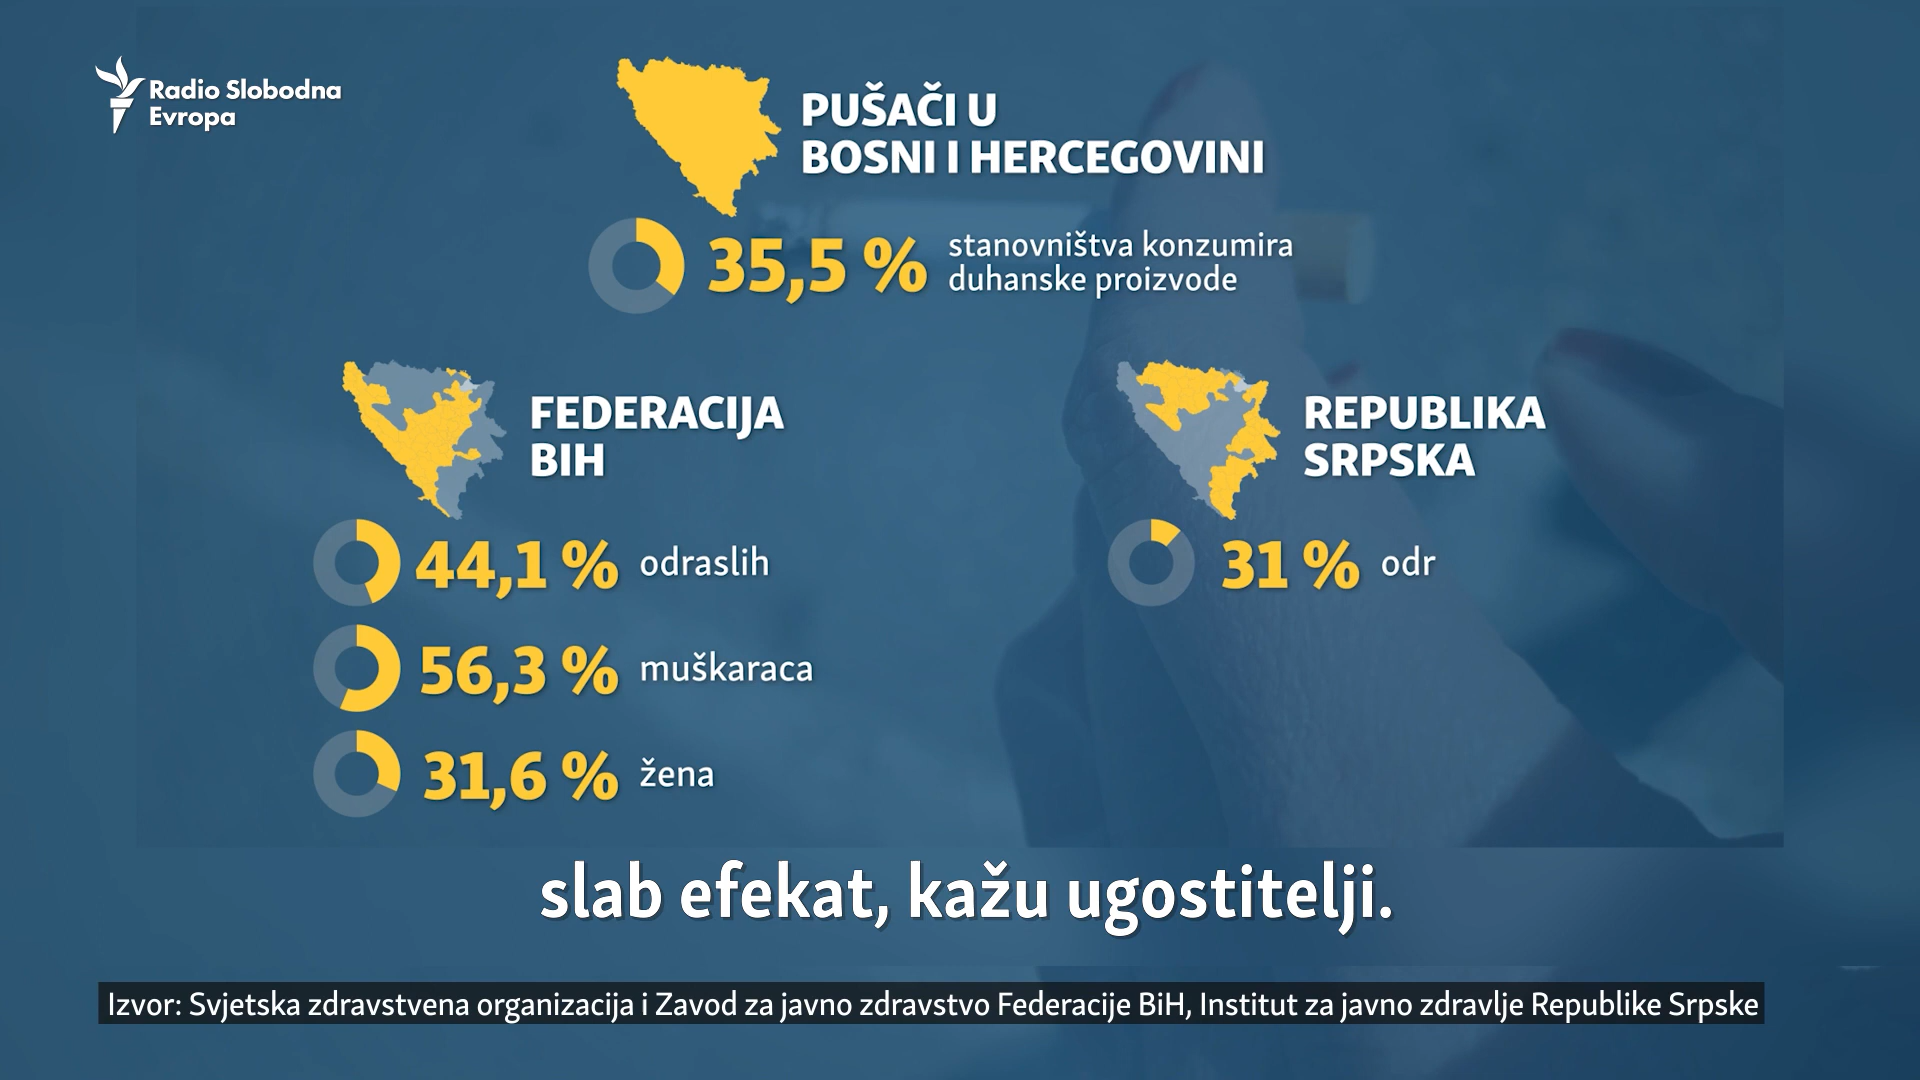 Radio Slobodna
Evropa
PUŠAČI U
BOSNI I HERCEGOVINI
35,5 %
stanovništva konzumira
duhanske proizvode
FEDERACIJA
BIH
44,1 % odraslih
56,3 % muškaraca
31,6 % žena
REPUBLIKA
SRPSKA
31 % odr
slab efekat, kažu ugostitelji.
Izvor: Svjetska zdravstvena organizacija i Zavod za javno zdravstvo Federacije BiH, Institut za javno zdravlje Republike Srpske